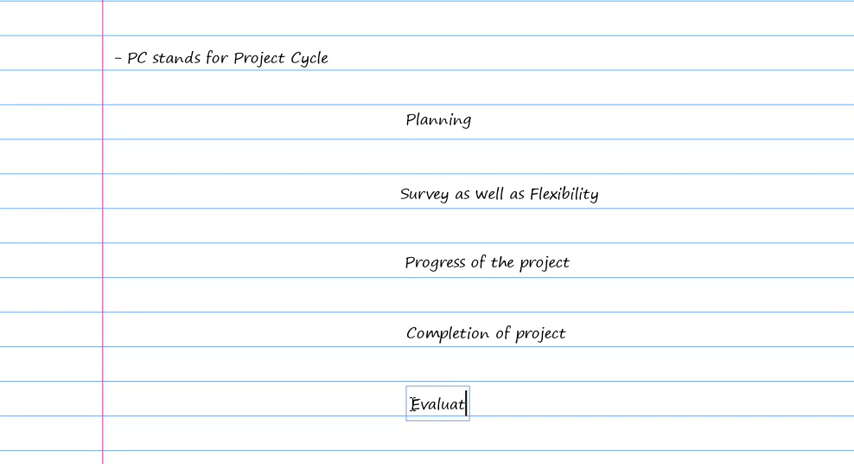 - PC stands for Project Cycle
Planning
Survey as well as Flexibility
Progress of the project
Completion of project
Evaluat